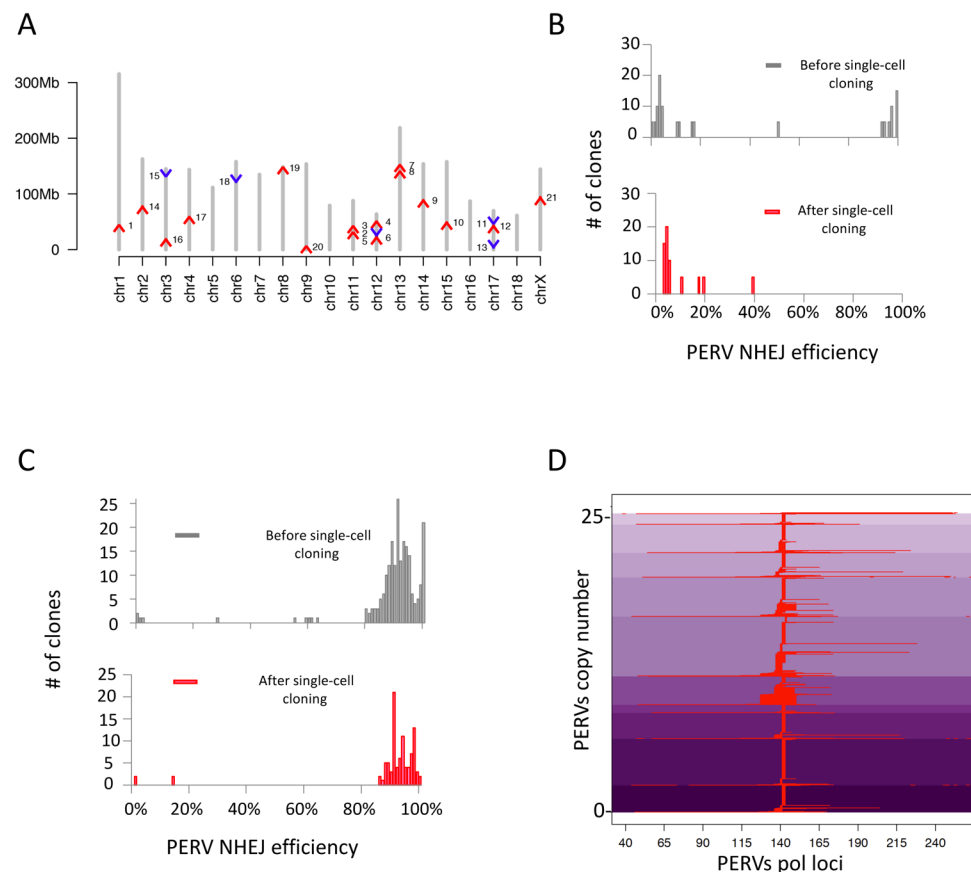 A
300Mb
200Mb
100Mb
0
15
18
19
7
8
14
17
1
16
3
2
5
4
6
9
10
11
12
13
21
20
chr1
chr2
chr3
chr4
chr5
chr6
chr7
chr8
chr9
chr10
chr11
chr12
chr13
chr14
chr15
chr16
chr17
chr18
chrX
B
30
20
10
0
Before single-cell
cloning
# of clones
30
20
10
0
After single-cell
cloning
0%
20%
60%
80%
100%
PERV NHEJ efficiency
C
25
20
15
10
5
0
Before single-cell
cloning
# of clones
25
20
15
10
5
0
After single-cell
cloning
0%
20%
40%
60%
80%
100%
PERV NHEJ efficiency
D
25
PERVs copy number
0
40
65
90
115
140
165
190
215
240
PERVs pol loci